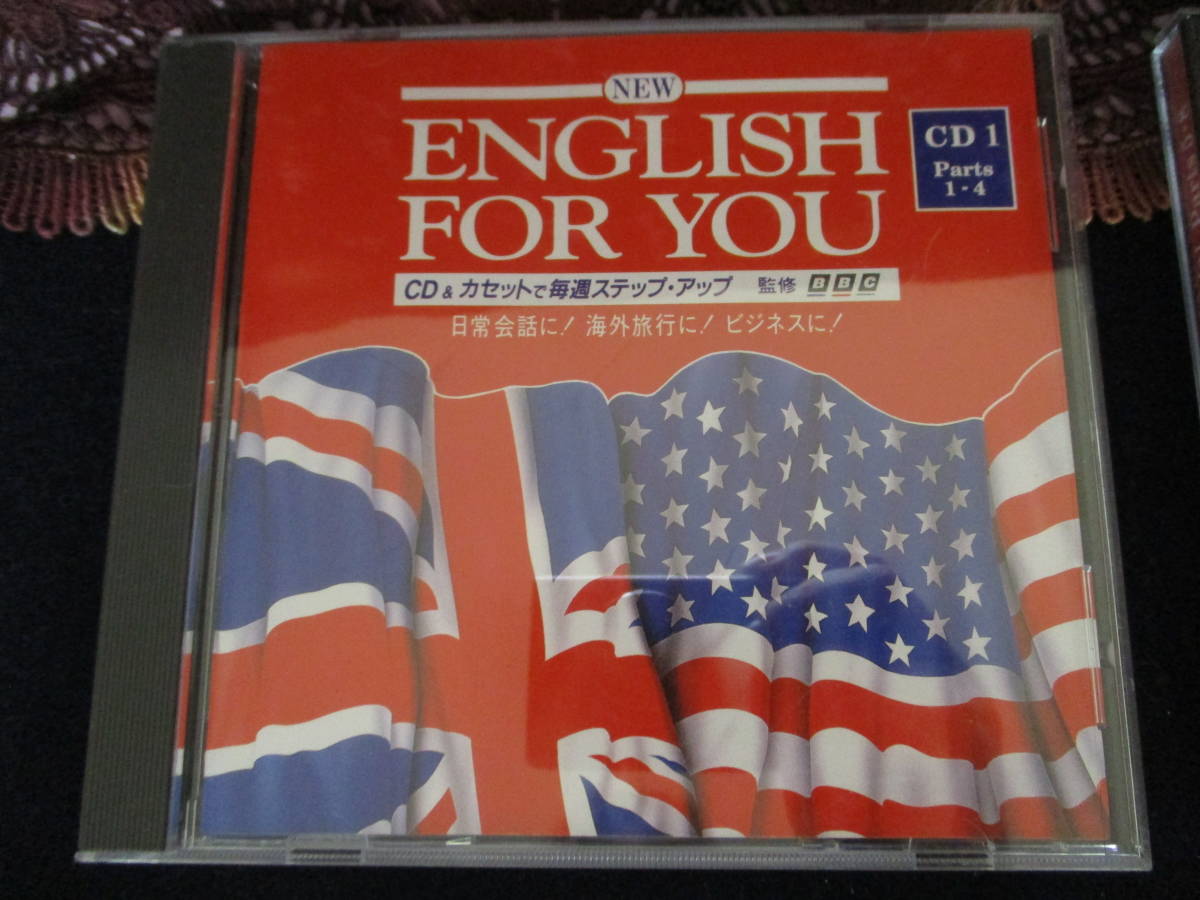 NEW
ENGLISH
FOR YOU
CD 1
Parts
1-4
CD & カセットで毎週ステップ・アップ 監修 BBC
日常会話に! 海外旅行に! ビジネスに!